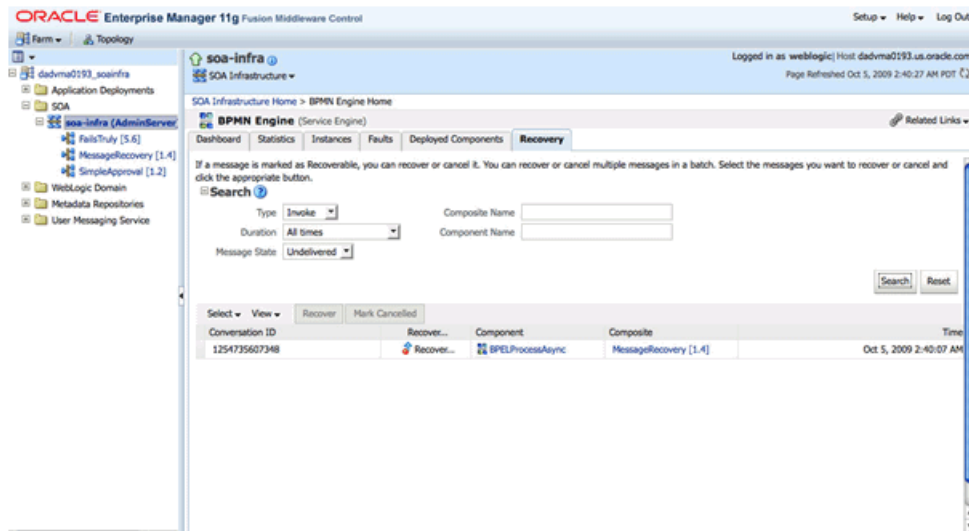 ORACLE Enterprise Manager 11g Fusion Middleware Control
Setup Help Log Out
Farm Topology
soa-infra
Logged in as weblogic| Host dadvma0193.us.oracle.com
SOA Infrastructure
Page Refreshed Oct 5, 2009 2:40:27 AM PDT
dadvma0193_soainfra
Application Deployments
SOA
soa-infra (AdminServer
FailsTruly [5.6]
MessageRecovery [1.4]
SimpleApproval [1.2]
WebLogic Domain
Metadata Repositories
User Messaging Service
SOA Infrastructure Home > BPMN Engine Home
BPMN Engine (Service Engine)
Related Links
Dashboard Statistics Instances Faults Deployed Components Recovery
If a message is marked as Recoverable, you can recover or cancel it. You can recover or cancel multiple messages in a batch. Select the messages you want to recover or cancel and
click the appropriate button.
Search
Type Invoke Composite Name
Duration All times Component Name
Message State Undelivered
Search Reset
Select View Recover Mark Cancelled
Conversation ID Recover... Component Composite Time
1254735607348 Recover... BPELProcessAsync MessageRecovery [1.4] Oct 5, 2009 2:40:07 AM